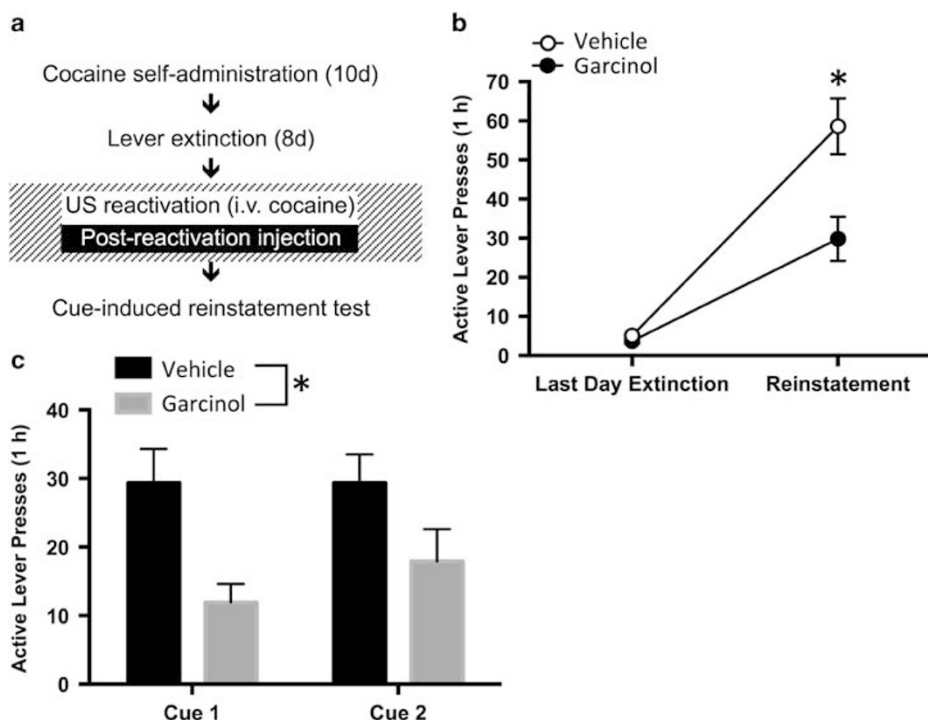 a
Cocaine self-administration (10d)
Lever extinction (8d)
US reactivation (i.v. cocaine)
Post-reactivation injection
Cue-induced reinstatement test
b
Vehicle
Garcinol
Active Lever Presses (1 h)
70
60
50
40
30
20
10
0
*
Last Day Extinction
Reinstatement
c
Vehicle
Garcinol
*
Active Lever Presses (1 h)
40
30
20
10
0
Cue 1
Cue 2